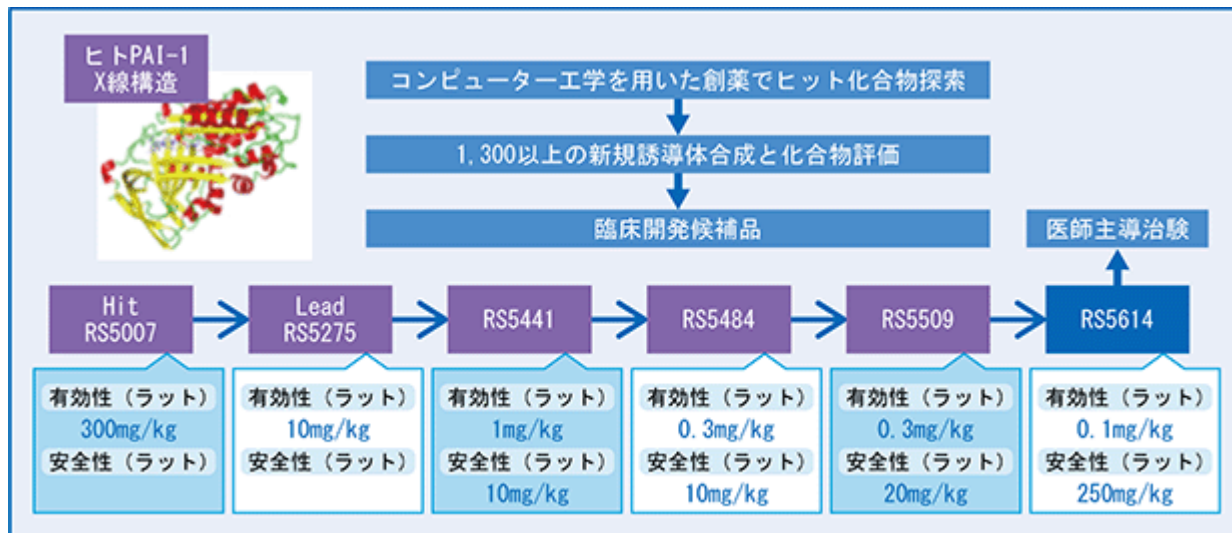 ヒトPAI-1
X線構造
コンピューター工学を用いた創薬でヒット化合物探索
1,300以上の新規誘導体合成と化合物評価
臨床開発候補品
医師主導治験
Hit
RS5007
Lead
RS5275
RS5441
RS5484
RS5509
RS5614
有効性（ラット）
300mg/kg
安全性（ラット）
有効性（ラット）
10mg/kg
安全性（ラット）
有効性（ラット）
1mg/kg
安全性（ラット）
10mg/kg
有効性（ラット）
0.3mg/kg
安全性（ラット）
10mg/kg
有効性（ラット）
0.3mg/kg
安全性（ラット）
20mg/kg
有効性（ラット）
0.1mg/kg
安全性（ラット）
250mg/kg